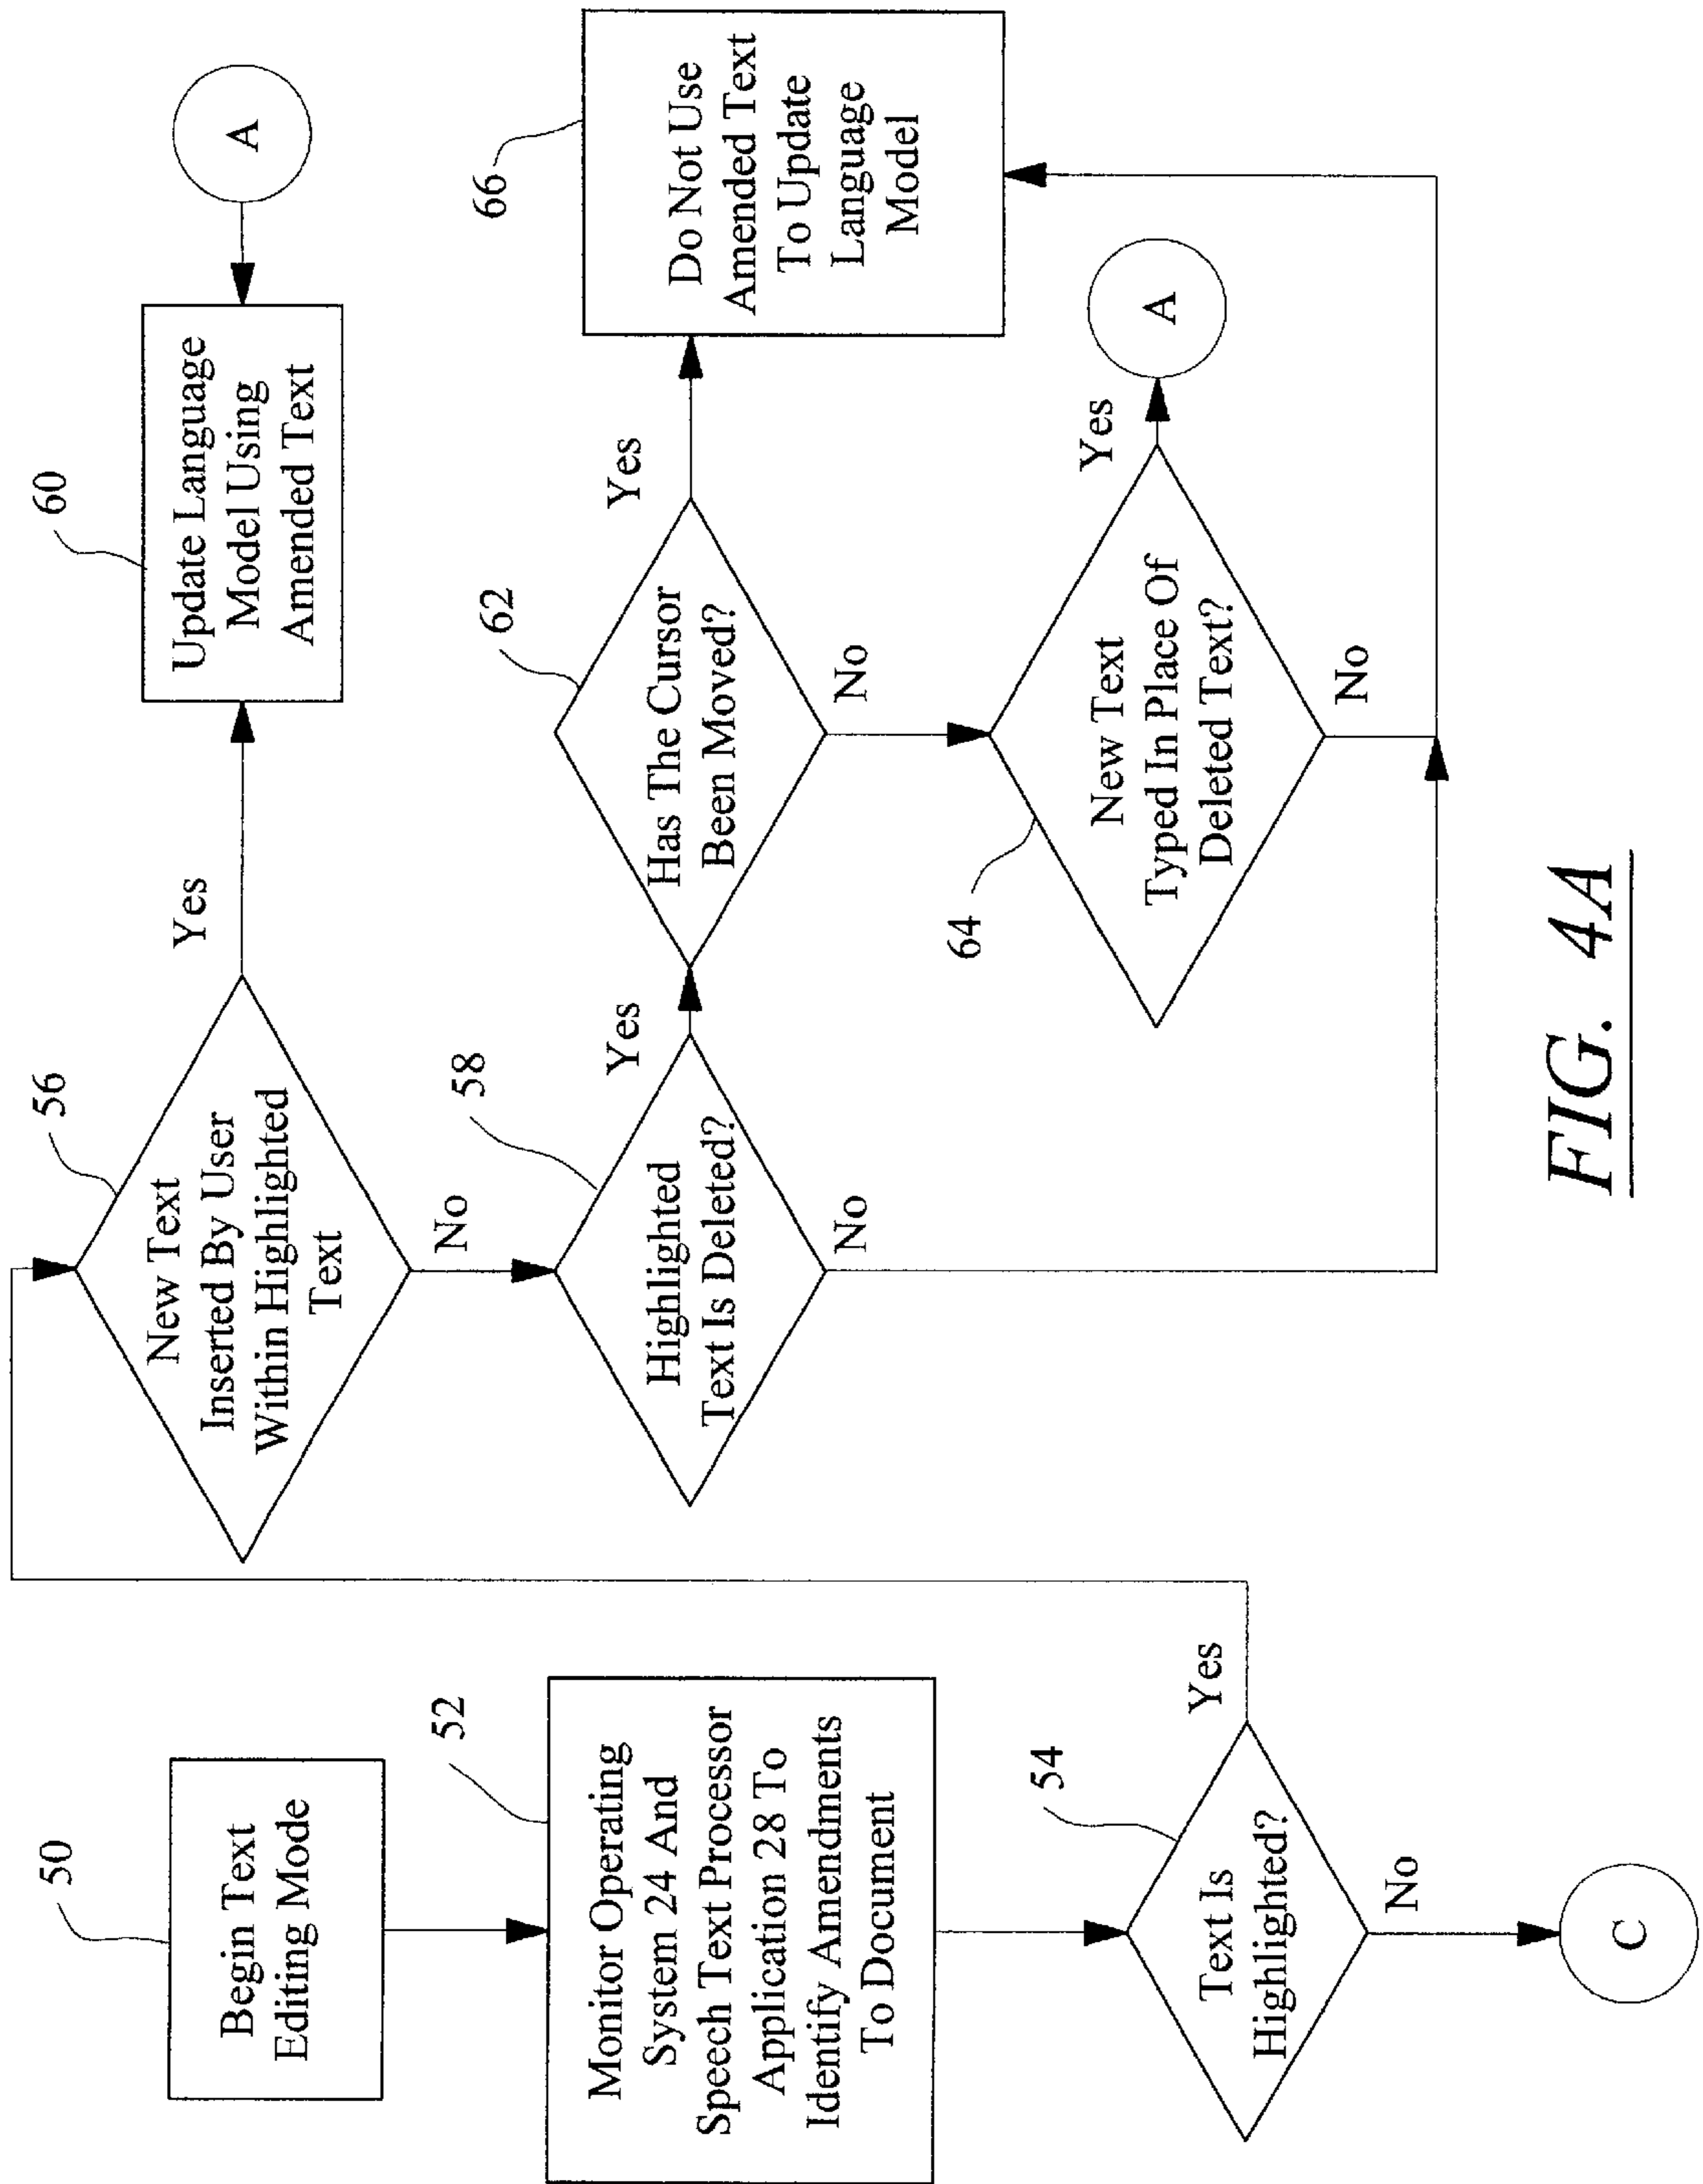 50
Begin Text
Editing Mode
52
Monitor Operating
System 24 And
Speech Text Processor
Application 28 To
Identify Amendments
To Document
54
Text Is
Highlighted?
Yes
No
C
56
New Text
Inserted By User
Within Highlighted
Text
Yes
No
60
Update Language
Model Using
Amended Text
A
58
Highlighted
Text Is Deleted?
Yes
No
62
Has The Cursor
Been Moved?
Yes
No
66
Do Not Use
Amended Text
To Update
Language
Model
64
New Text
Typed In Place Of
Deleted Text?
Yes
No
A
FIG. 4A